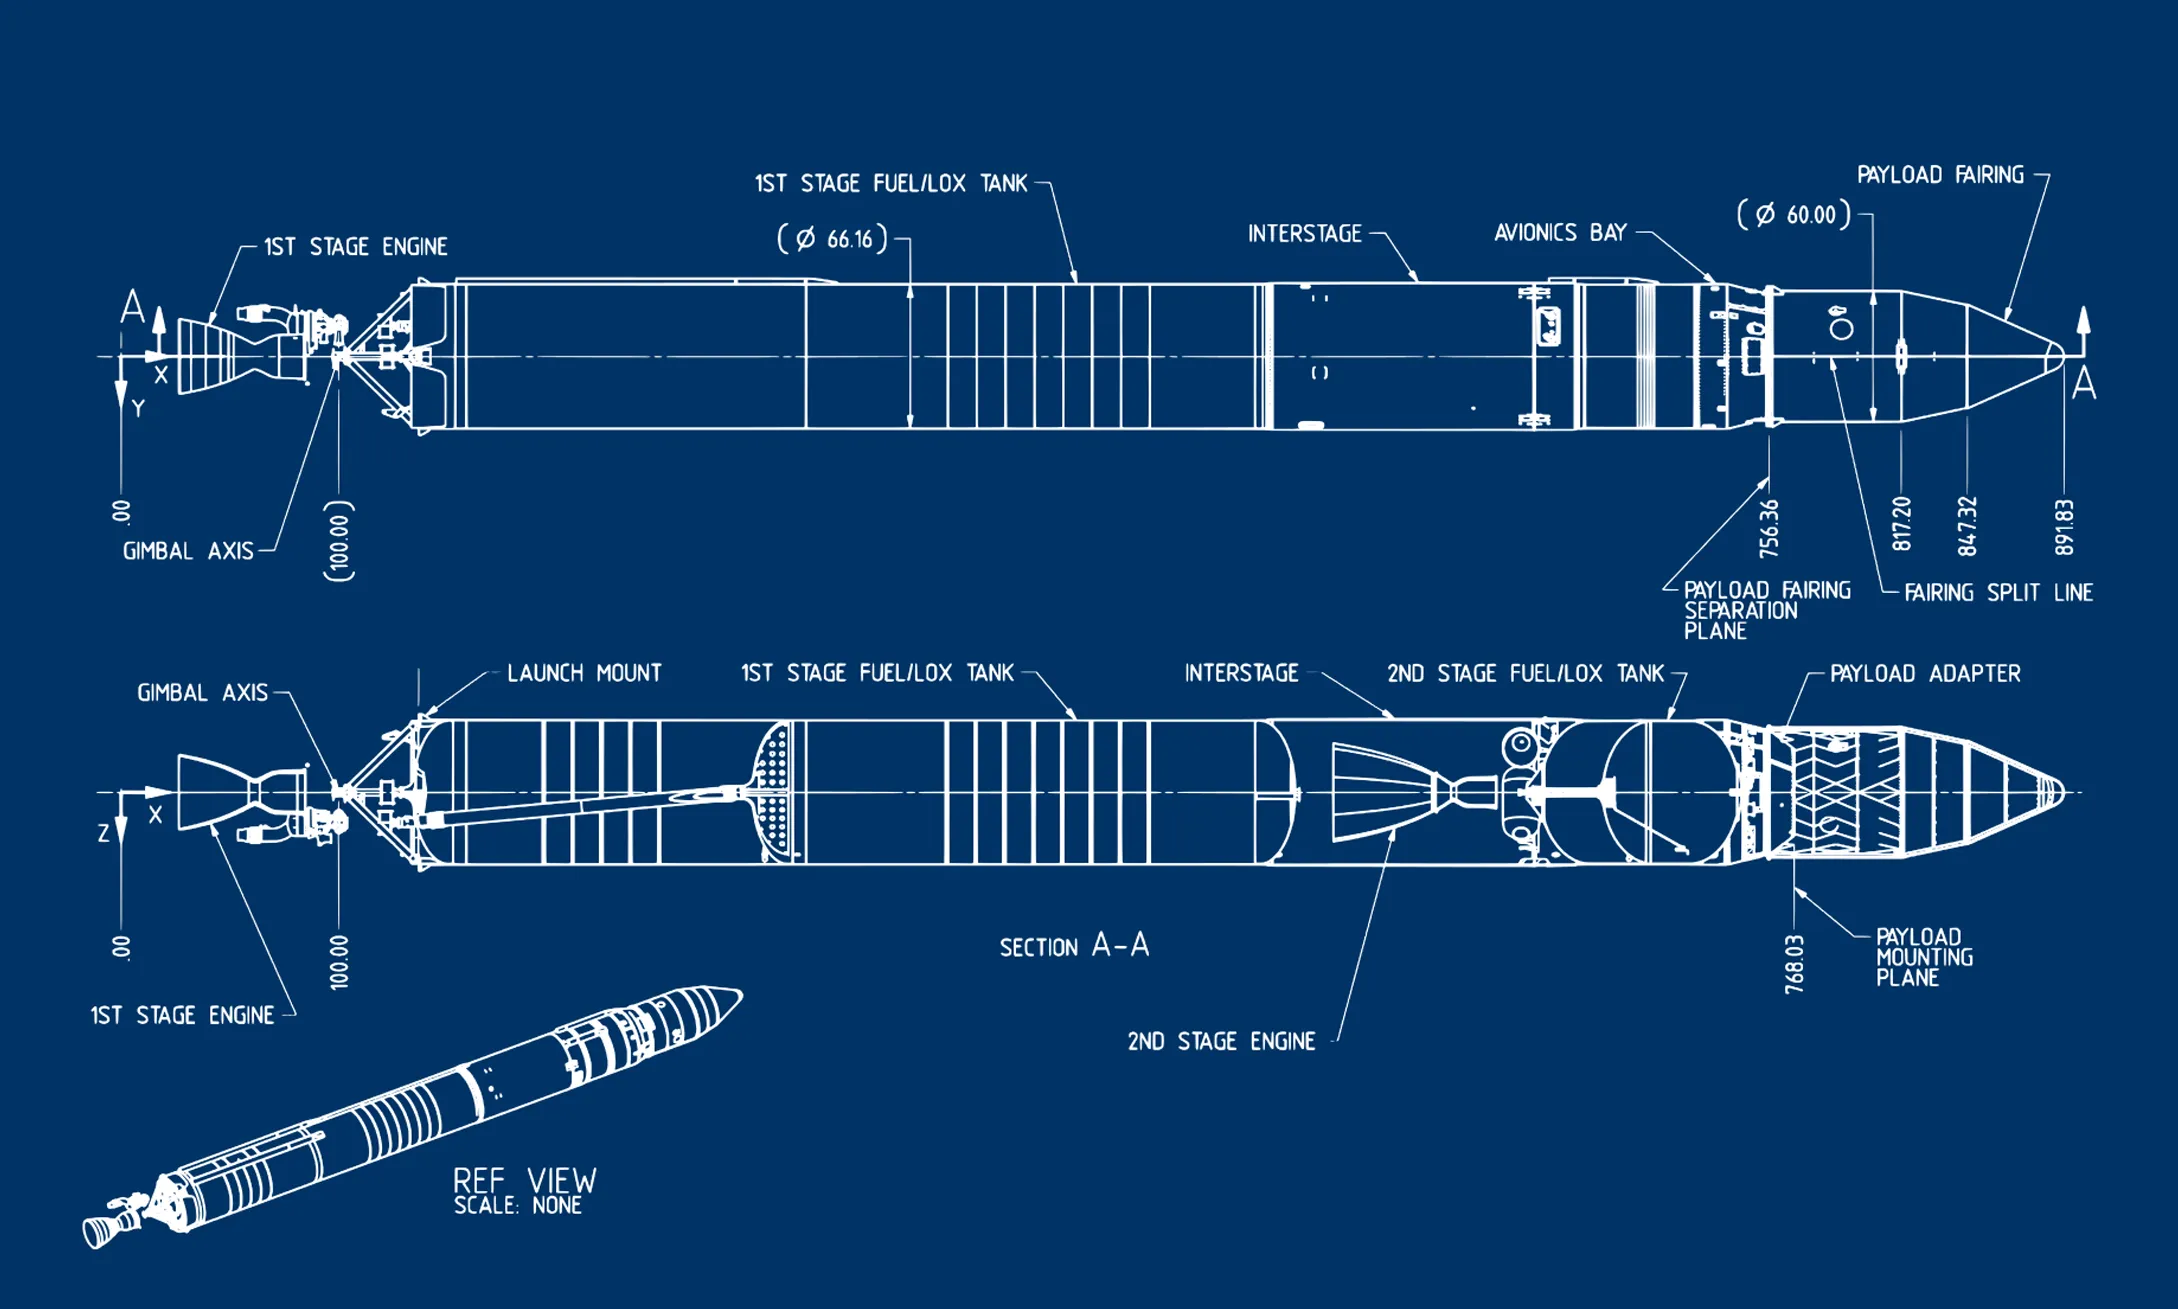 PAYLOAD FAIRING
1ST STAGE FUEL/LOX TANK
(Ø 60.00)
INTERSTAGE
AVIONICS BAY
(Ø 66.16)
1ST STAGE ENGINE
A
X
Y
A
.00
GIMBAL AXIS
(100.00)
756.36
817.20
847.32
891.83
PAYLOAD FAIRING
SEPARATION
PLANE
FAIRING SPLIT LINE
GIMBAL AXIS
LAUNCH MOUNT
1ST STAGE FUEL/LOX TANK
INTERSTAGE
2ND STAGE FUEL/LOX TANK
PAYLOAD ADAPTER
X
Z
.00
100.00
1ST STAGE ENGINE
SECTION A-A
2ND STAGE ENGINE
768.03
PAYLOAD
MOUNTING
PLANE
REF VIEW
SCALE: NONE